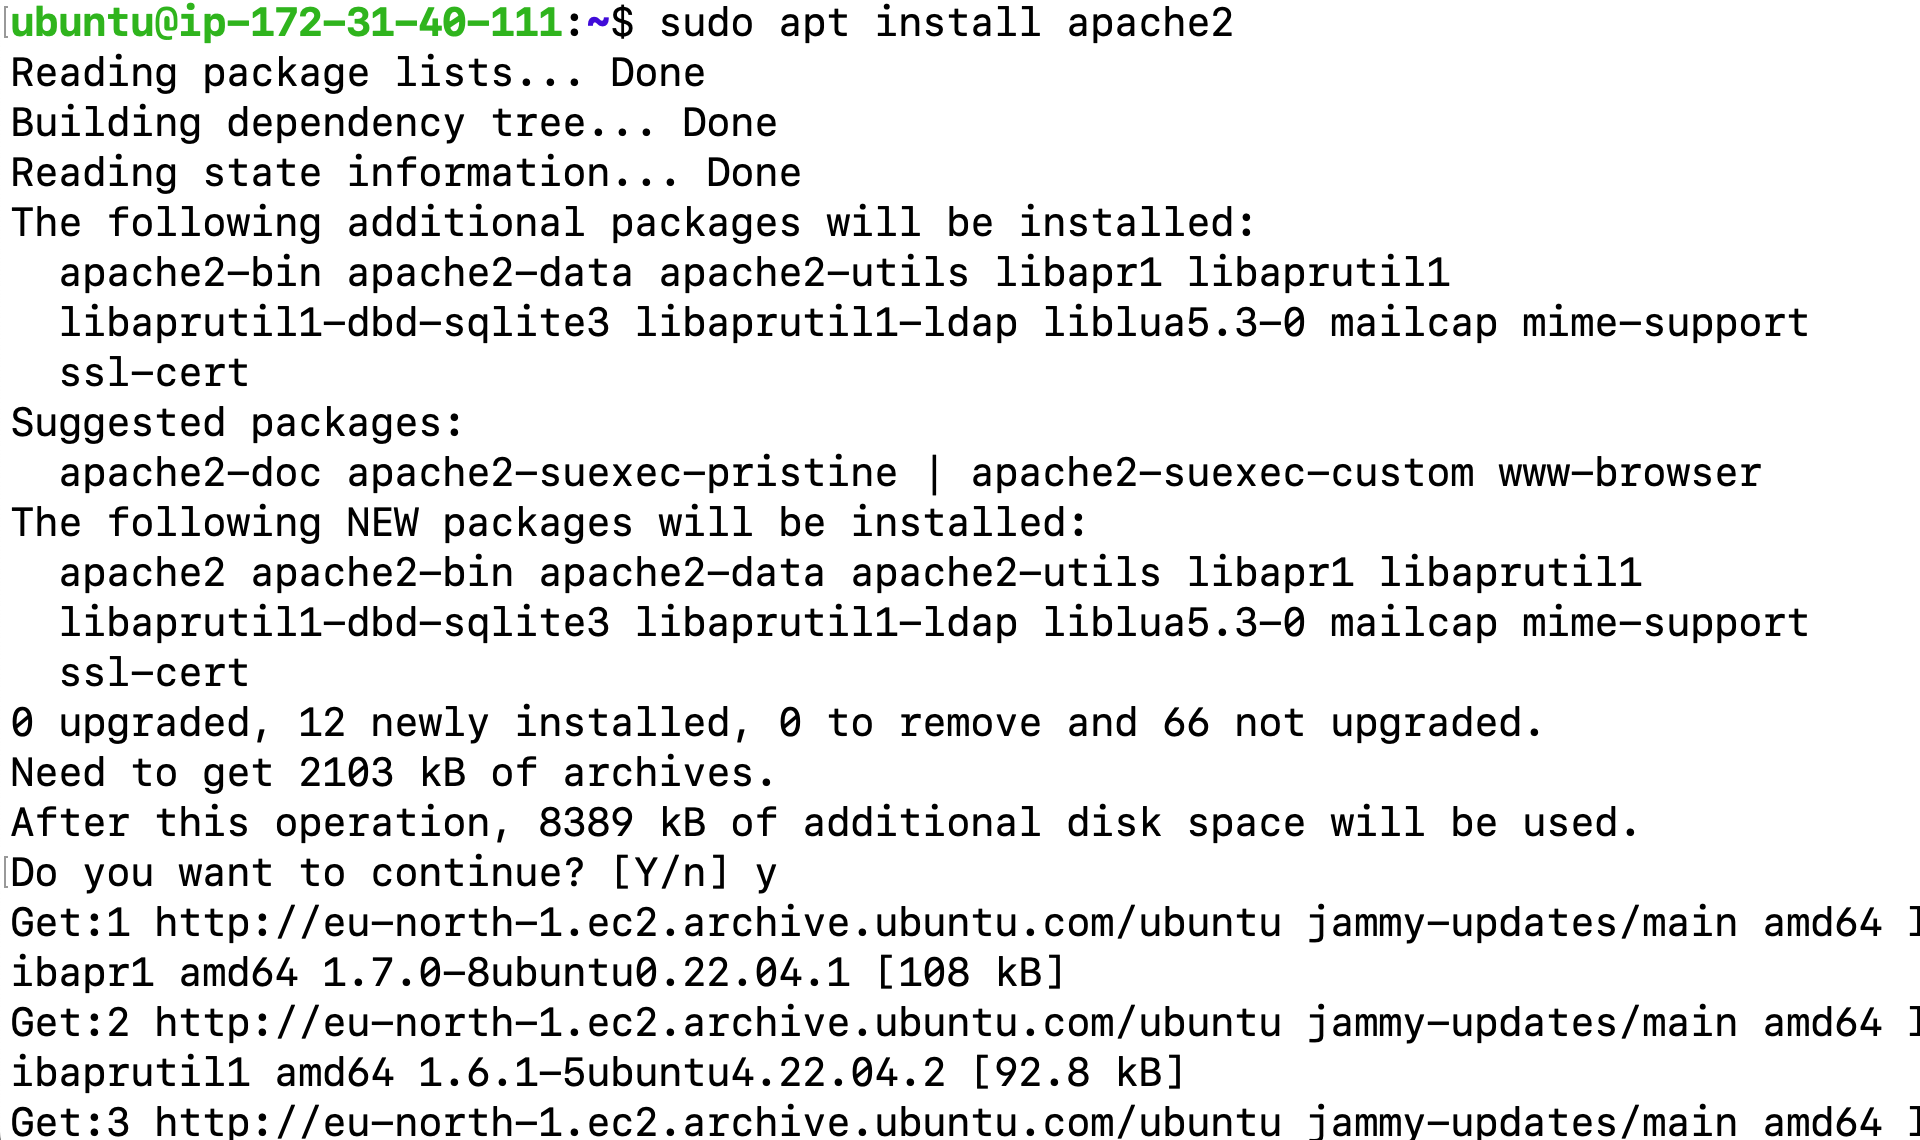 ubuntu@ip-172-31-40-111:~$ sudo apt install apache2
Reading package lists... Done
Building dependency tree... Done
Reading state information... Done
The following additional packages will be installed:
  apache2-bin apache2-data apache2-utils libapr1 libaprutil1
  libaprutil1-dbd-sqlite3 libaprutil1-ldap liblua5.3-0 mailcap mime-support
  ssl-cert
Suggested packages:
  apache2-doc apache2-suexec-pristine | apache2-suexec-custom www-browser
The following NEW packages will be installed:
  apache2 apache2-bin apache2-data apache2-utils libapr1 libaprutil1
  libaprutil1-dbd-sqlite3 libaprutil1-ldap liblua5.3-0 mailcap mime-support
  ssl-cert
0 upgraded, 12 newly installed, 0 to remove and 66 not upgraded.
Need to get 2103 kB of archives.
After this operation, 8389 kB of additional disk space will be used.
Do you want to continue? [Y/n] y
Get:1 http://eu-north-1.ec2.archive.ubuntu.com/ubuntu jammy-updates/main amd64 l
ibapr1 amd64 1.7.0-8ubuntu0.22.04.1 [108 kB]
Get:2 http://eu-north-1.ec2.archive.ubuntu.com/ubuntu jammy-updates/main amd64 l
ibaprutil1 amd64 1.6.1-5ubuntu4.22.04.2 [92.8 kB]
Get:3 http://eu-north-1.ec2.archive.ubuntu.com/ubuntu jammy-updates/main amd64 l